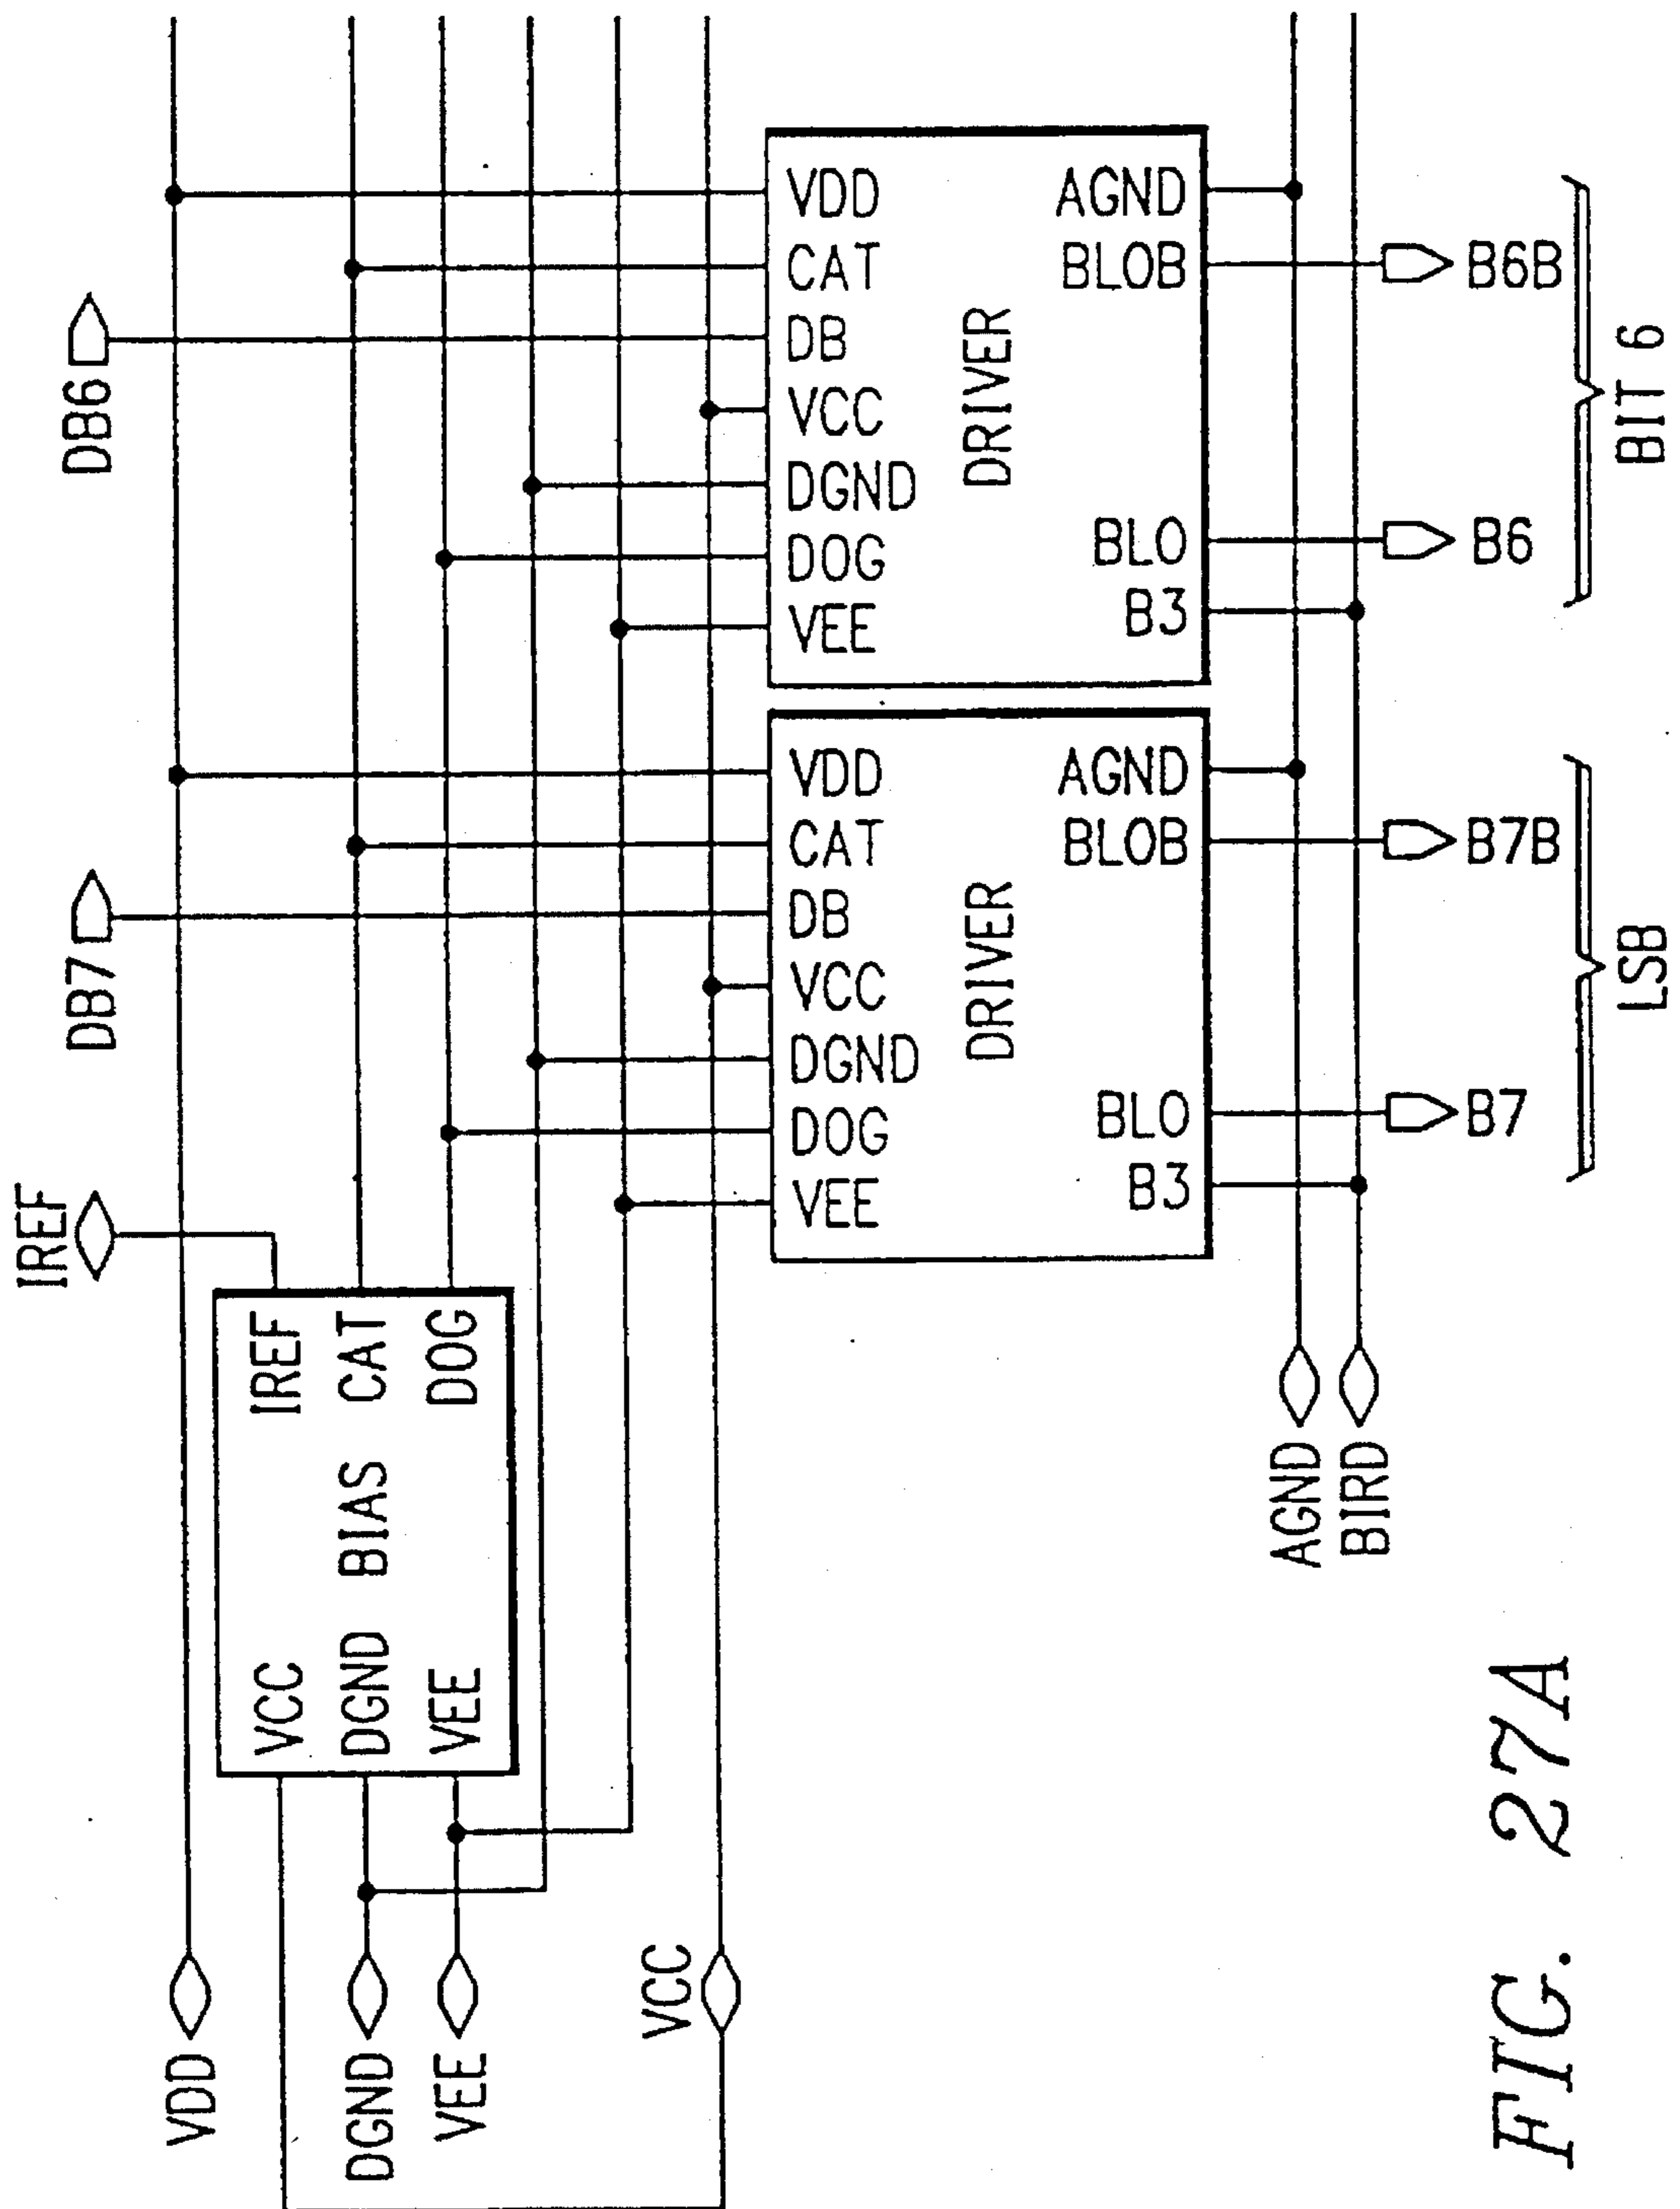 IREF
DB7
DB6
VDD
DGND
VEE
VCC
VCC
DGND
VEE
BIAS
IREF
CAT
DOG
VEE
DOG
DGND
VCC
DB
CAT
VDD
DRIVER
B3
BLO
BLOB
AGND
VEE
DOG
DGND
VCC
DB
CAT
VDD
DRIVER
B3
BLO
BLOB
AGND
AGND
BIRD
B7
B7B
B6
B6B
LSB
BIT 6
FIG. 27A